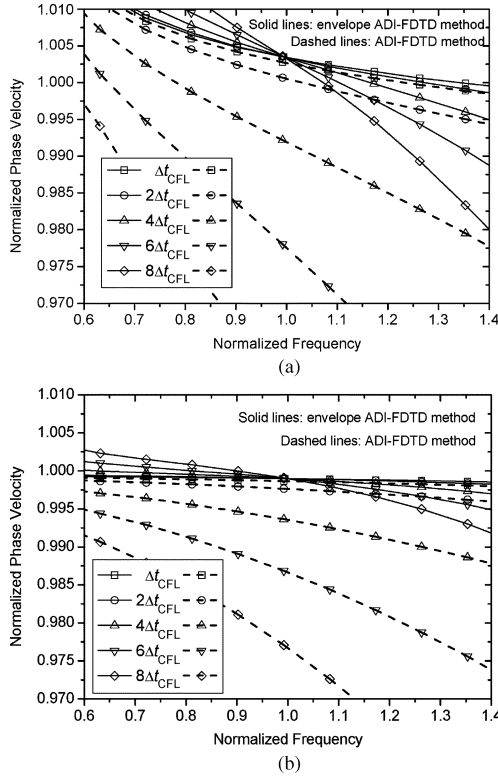 1.010
Solid lines: envelope ADI-FDTD method
1.005
Dashed lines: ADI-FDTD method
1.000
0.995
0.990
0.985
0.980
0.975
0.970
Normalized Phase Velocity
Δt_CFL
2Δt_CFL
4Δt_CFL
6Δt_CFL
8Δt_CFL
0.6 0.7 0.8 0.9 1.0 1.1 1.2 1.3 1.4
Normalized Frequency
(a)
1.010
Solid lines: envelope ADI-FDTD method
1.005
Dashed lines: ADI-FDTD method
1.000
0.995
0.990
0.985
0.980
0.975
0.970
Normalized Phase Velocity
Δt_CFL
2Δt_CFL
4Δt_CFL
6Δt_CFL
8Δt_CFL
0.6 0.7 0.8 0.9 1.0 1.1 1.2 1.3 1.4
Normalized Frequency
(b)